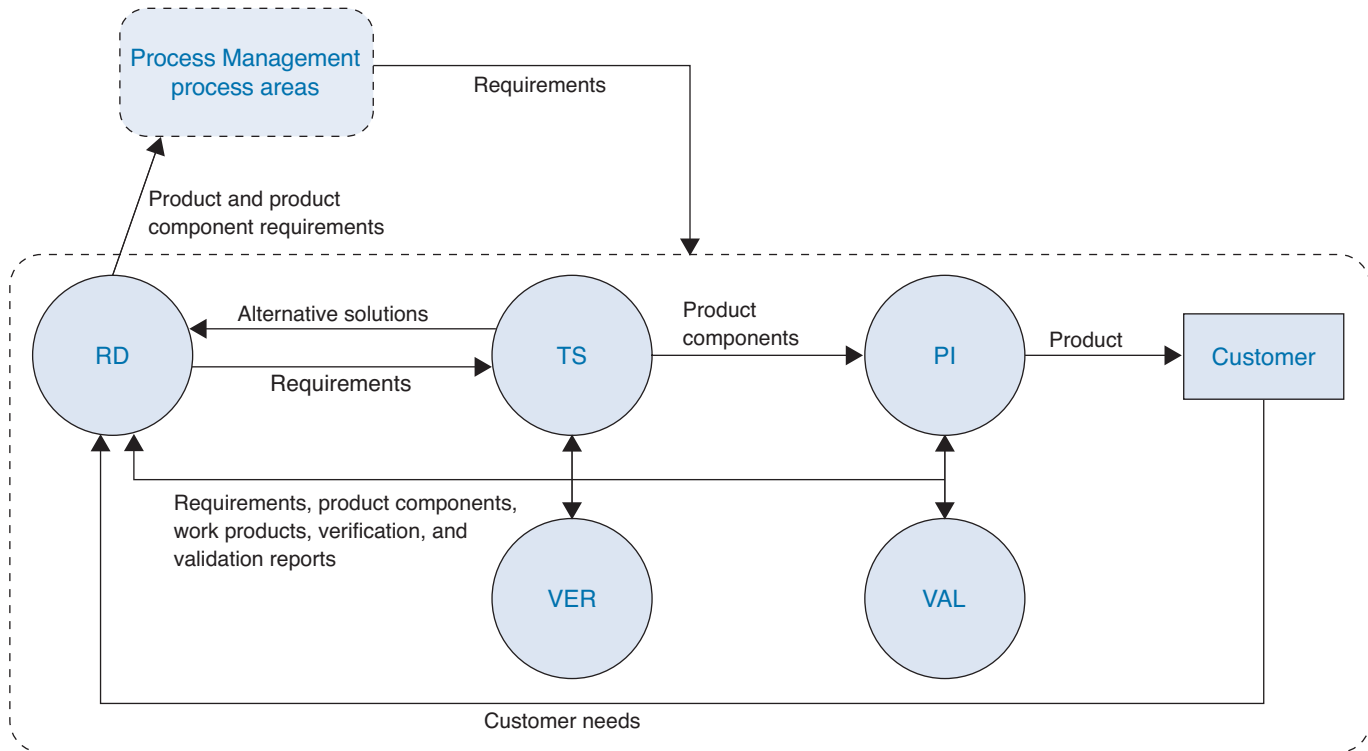 Process Management
process areas
Requirements
Product and product
component requirements
RD
Alternative solutions
Requirements
TS
Product
components
PI
Product
Customer
Requirements, product components,
work products, verification, and
validation reports
VER
VAL
Customer needs